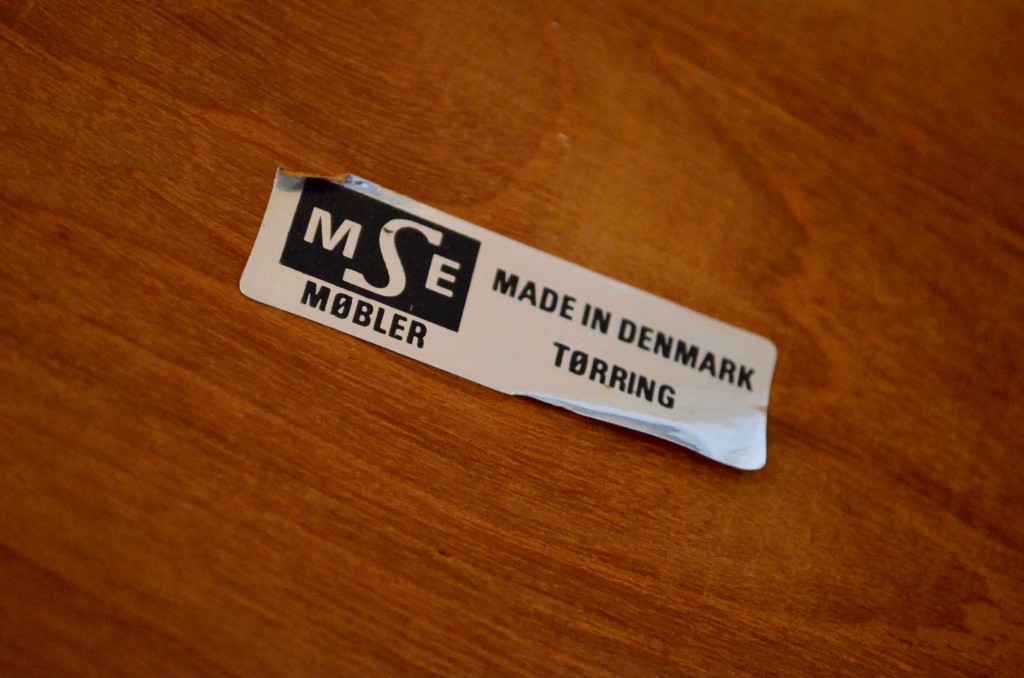 MSE
MØBLER
MADE IN DENMARK
TØRRING